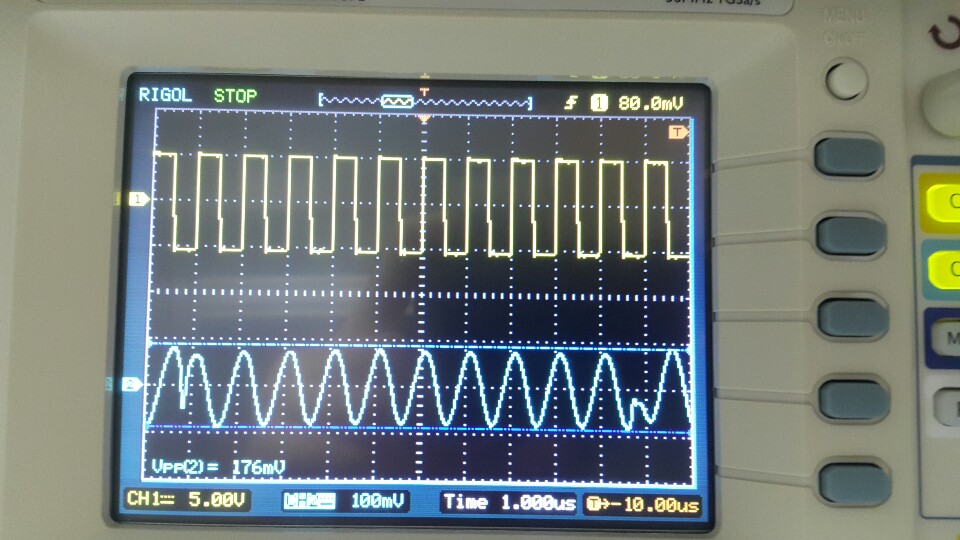 MENU
ON/OFF
RIGOL STOP T 1 80.0mV
T
1
2
VPP(2)= 176mV
CH1 5.00V 100mV Time 1.000us T→-10.00us